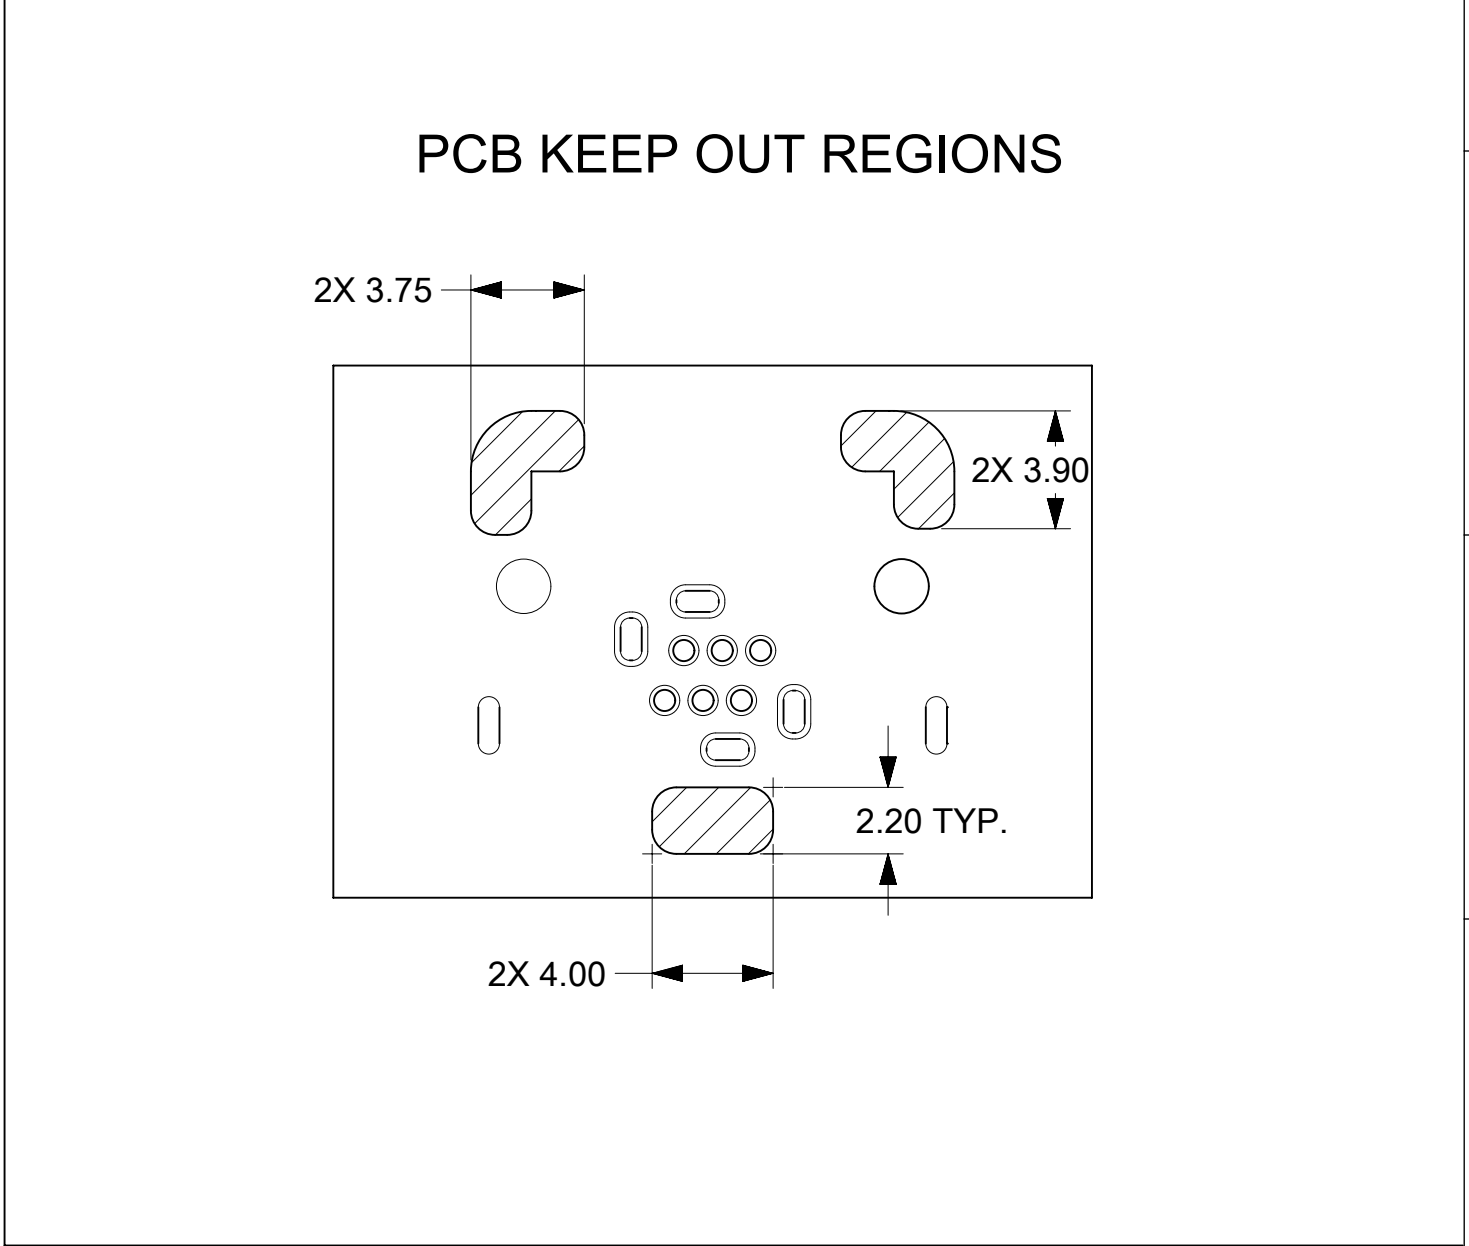 PCB KEEP OUT REGIONS
2X 3.75
2X 3.90
2.20 TYP.
2X 4.00